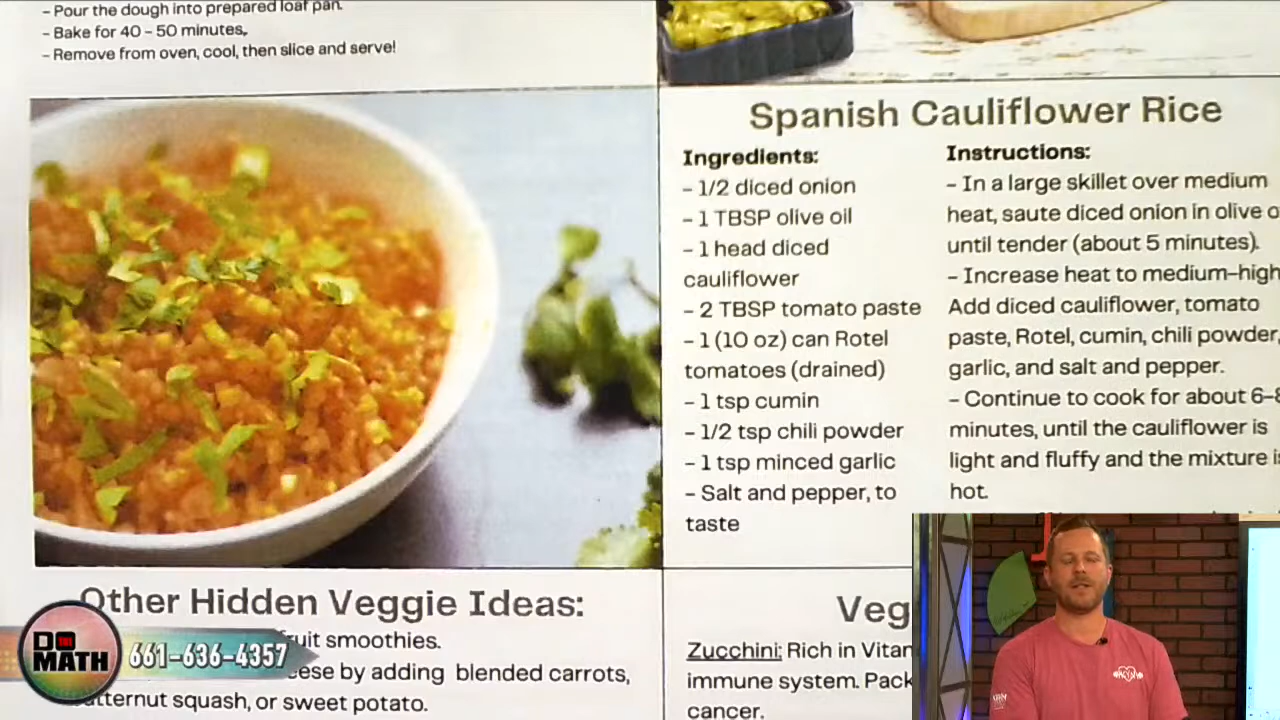 - Pour the dough into prepared loaf pan.
- Bake for 40 - 50 minutes,
- Remove from oven, cool, then slice and serve!
Spanish Cauliflower Rice
Ingredients:
- 1/2 diced onion
- 1 TBSP olive oil
- 1 head diced
cauliflower
- 2 TBSP tomato paste
- 1 (10 oz) can Rotel
tomatoes (drained)
- 1 tsp cumin
- 1/2 tsp chili powder
- 1 tsp minced garlic
- Salt and pepper, to
taste
Instructions:
- In a large skillet over medium
heat, saute diced onion in olive o
until tender (about 5 minutes).
- Increase heat to medium-high
Add diced cauliflower, tomato
paste, Rotel, cumin, chili powder,
garlic, and salt and pepper.
- Continue to cook for about 6-8
minutes, until the cauliflower is
light and fluffy and the mixture is
hot.
Other Hidden Veggie Ideas:
fruit smoothies.
eese by adding blended carrots,
utternut squash, or sweet potato.
Veg
Zucchini: Rich in Vitam
immune system. Pack
cancer.
DO THE
MATH
661-636-4357